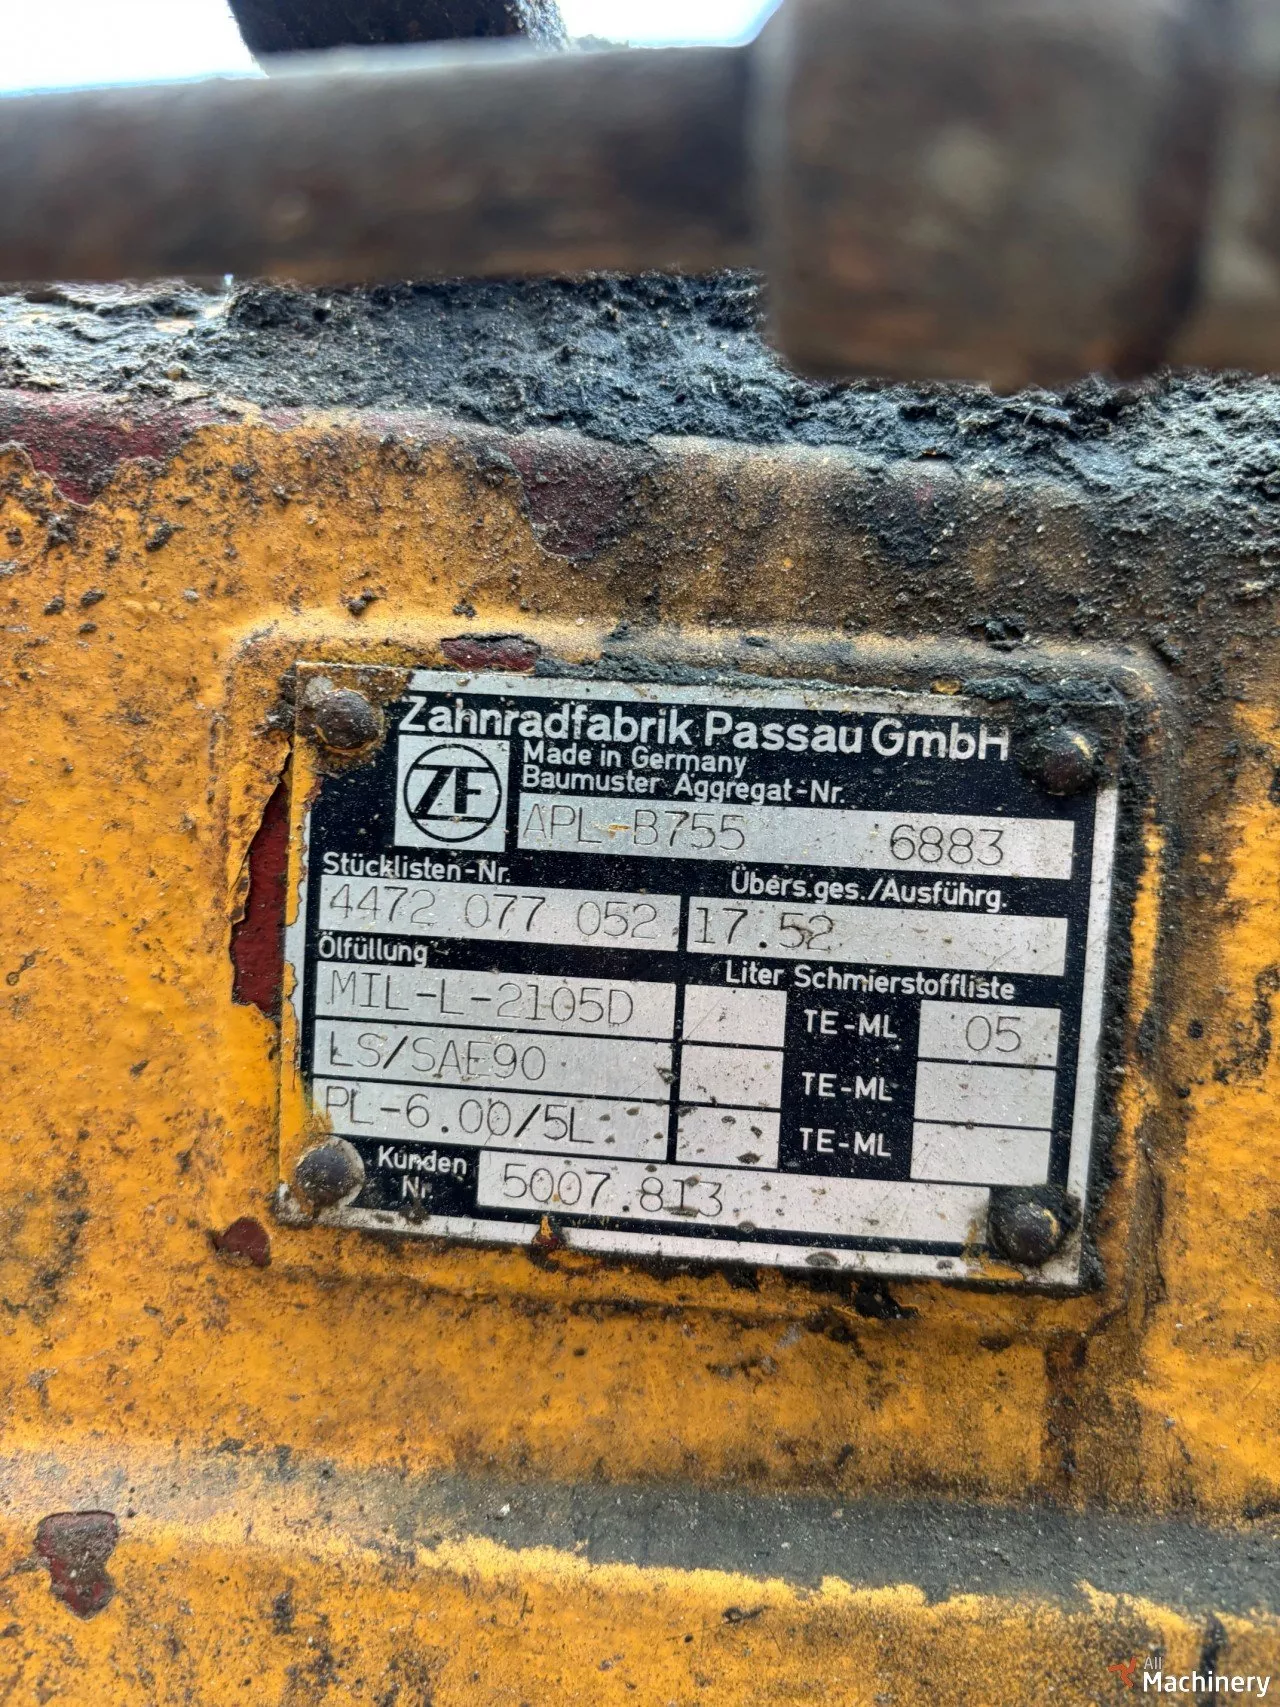 Zahnradfabrik Passau GmbH
ZF
Made in Germany
Baumuster Aggregat-Nr.
APL-B755 6883
Stücklisten-Nr. Übers.ges./Ausführg.
4472 077 052 17.52
Ölfüllung Liter Schmierstoffliste
MIL-L-2105D TE-ML 05
LS/SAE90 TE-ML
PL-6.00/5L TE-ML
Kunden
Nr. 5007 813
All
Machinery